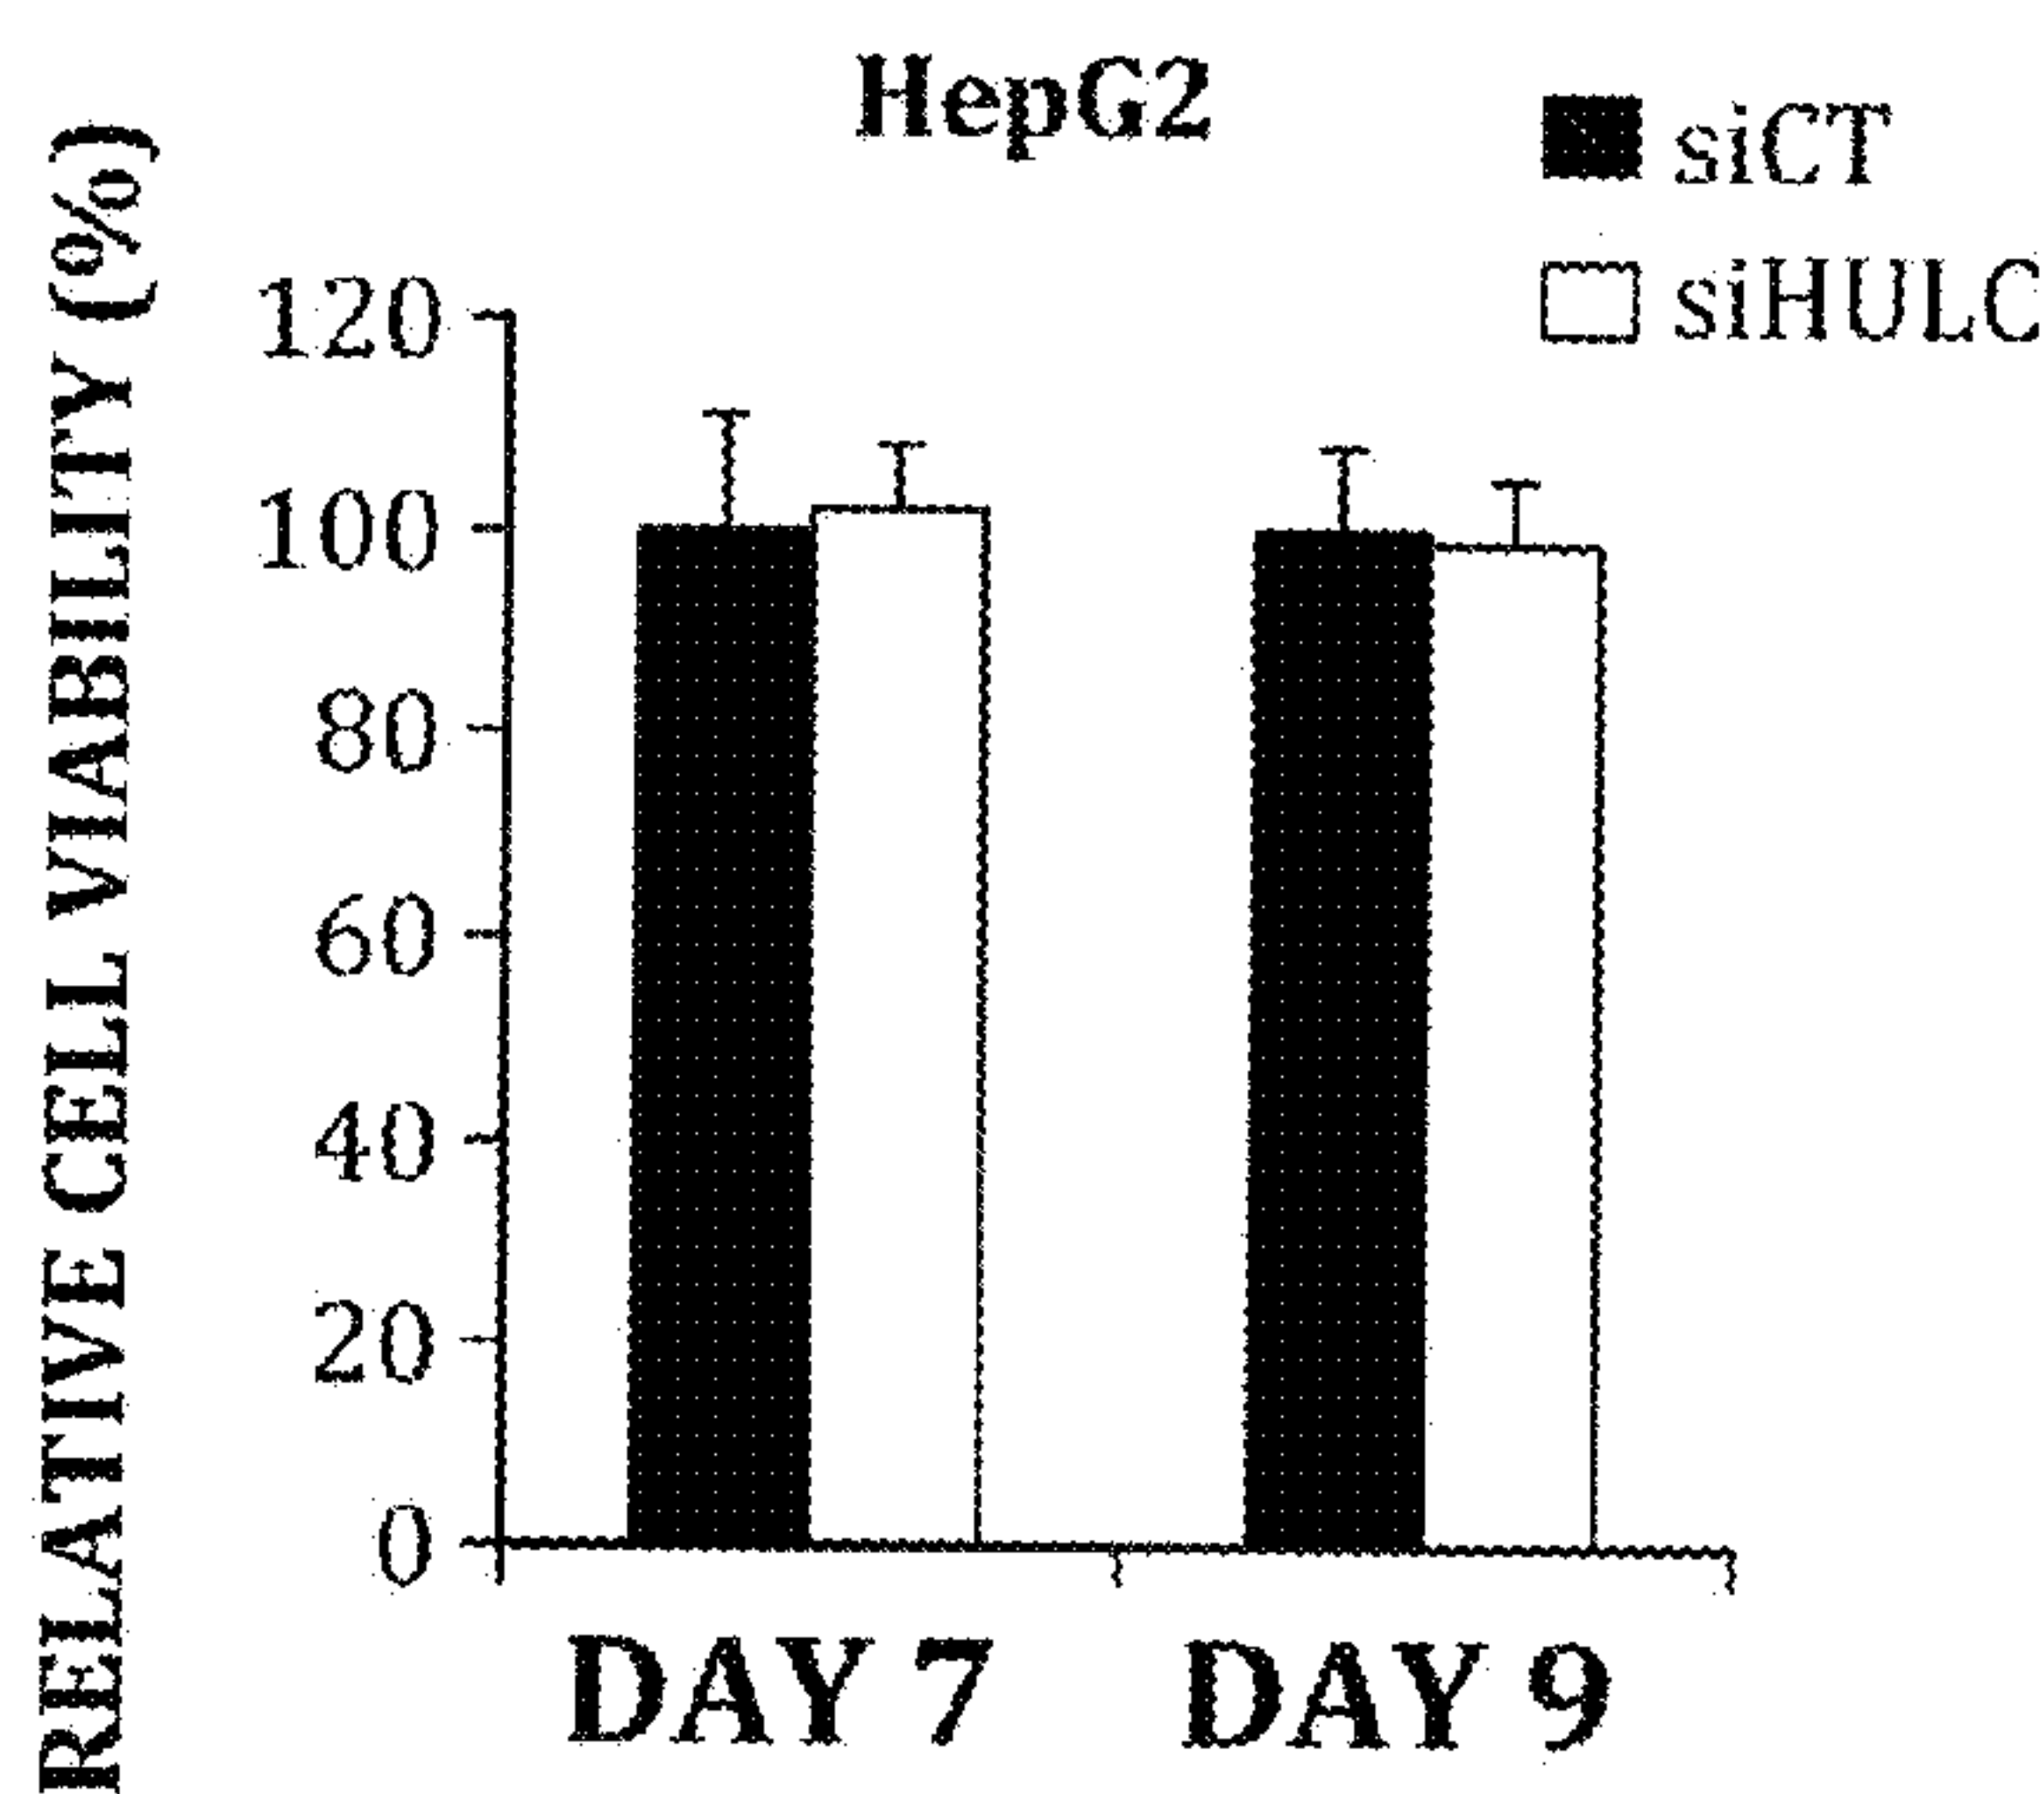 HepG2
siCT
siHULC
RELATIVE CELL VIABILITY (%)
120
100
80
60
40
20
0
DAY 7
DAY 9